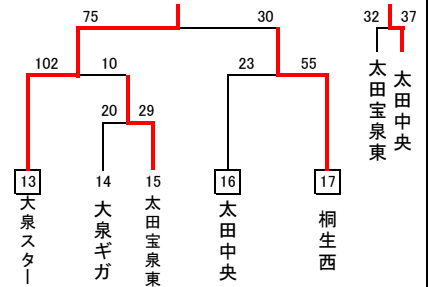 75 30 32 37
102 10 23 55
20 29
13 14 15 16 17
大泉スター
大泉ギガ
太田宝泉東
太田中央
桐生西
太田宝泉東
太田中央